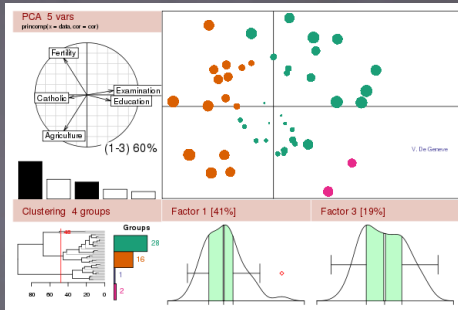 PCA 5 vars
princomp(x = data, cor = cor)
Fertility
Catholic
Examination
Education
Agriculture
(1-3) 60%
V. De Geneve
Clustering 4 groups
Groups
28
16
1
2
80 60 40 20 0
Factor 1 [41%]
Factor 3 [19%]